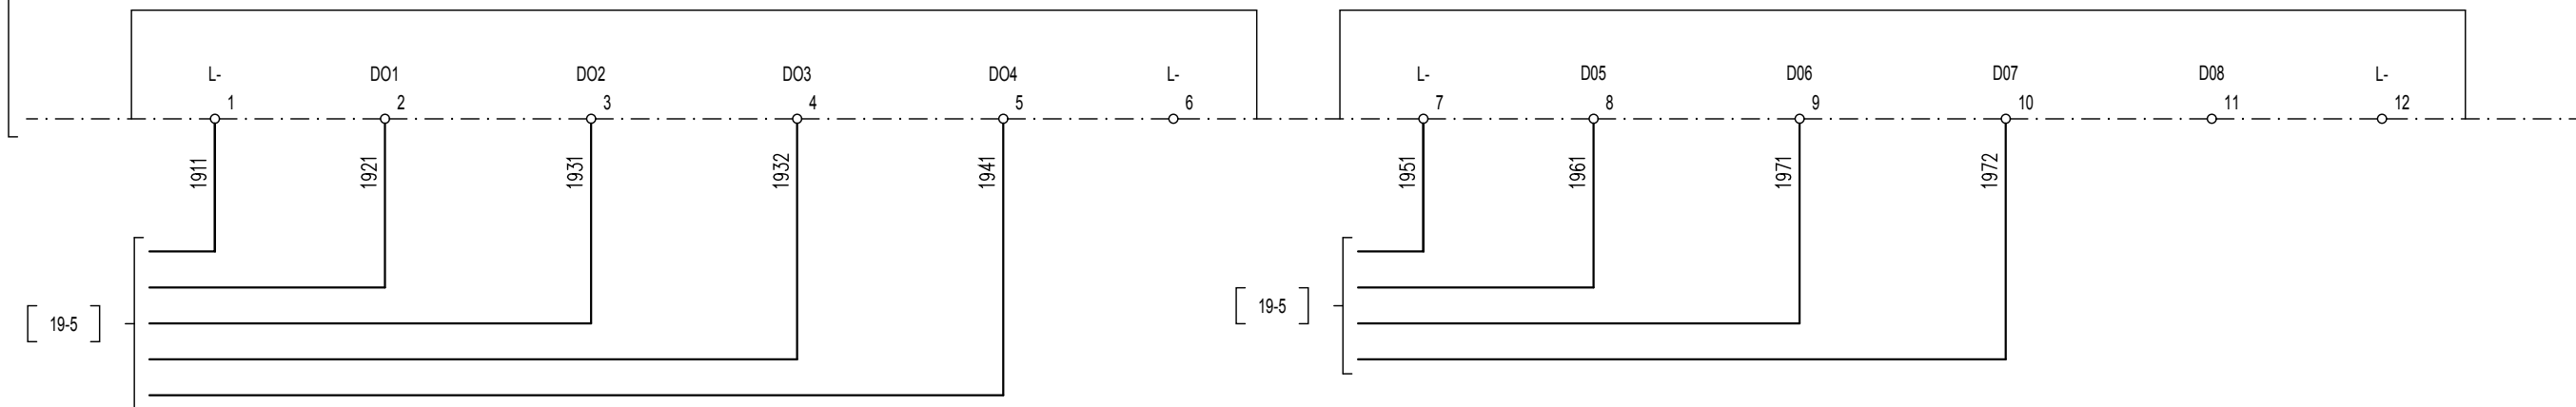 L- DO1 DO2 DO3 DO4 L- L- D05 D06 D07 D08 L-
1 2 3 4 5 6 7 8 9 10 11 12
1911 1921 1931 1932 1941 1951 1961 1971 1972
19-5 19-5